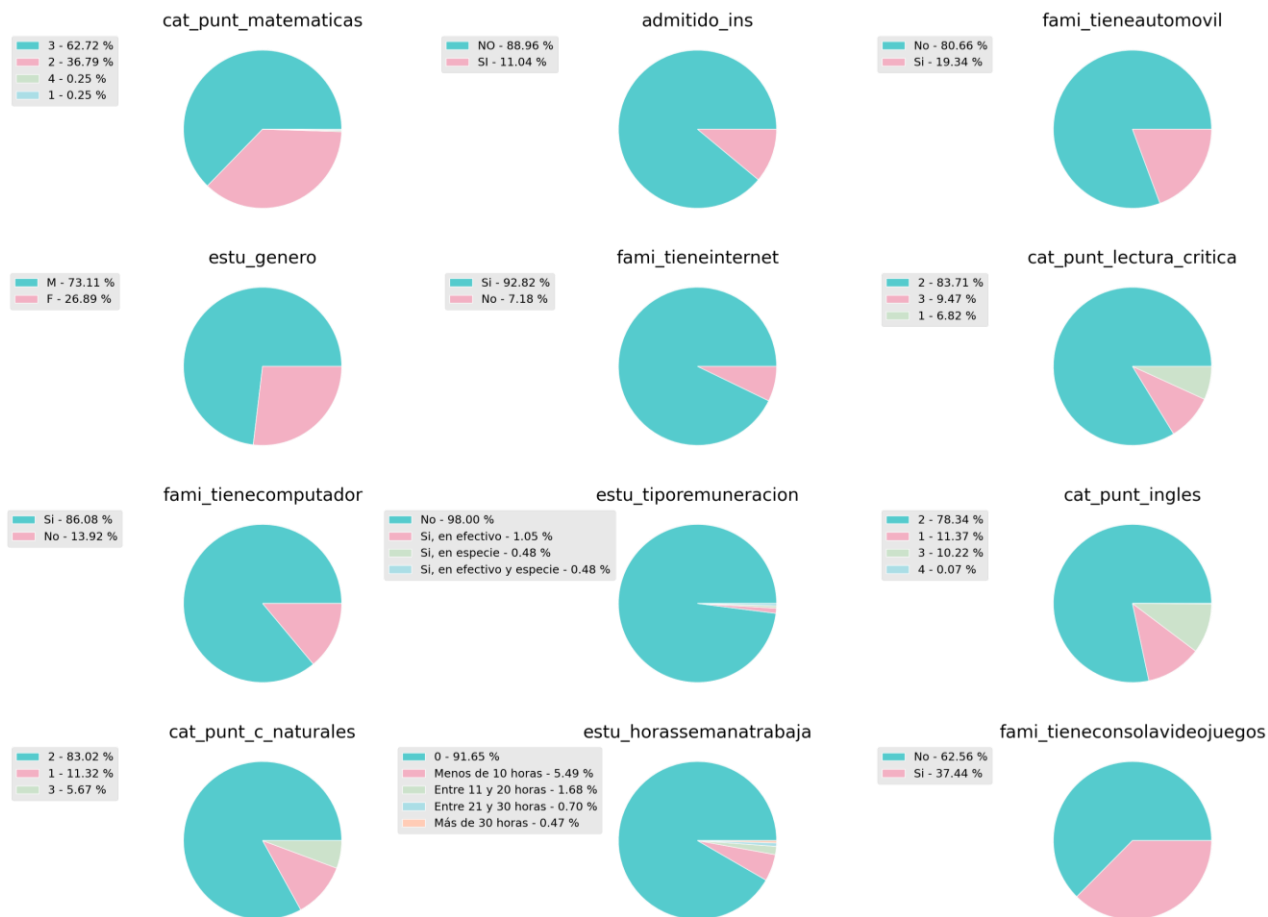 cat_punt_matematicas
3 - 62.72 %
2 - 36.79 %
4 - 0.25 %
1 - 0.25 %
admitido_ins
NO - 88.96 %
SI - 11.04 %
fami_tieneautomovil
No - 80.66 %
Si - 19.34 %
estu_genero
M - 73.11 %
F - 26.89 %
fami_tieneinternet
Si - 92.82 %
No - 7.18 %
cat_punt_lectura_critica
2 - 83.71 %
3 - 9.47 %
1 - 6.82 %
fami_tienecomputador
Si - 86.08 %
No - 13.92 %
estu_tiporemuneracion
No - 98.00 %
Si, en efectivo - 1.05 %
Si, en especie - 0.48 %
Si, en efectivo y especie - 0.48 %
cat_punt_ingles
2 - 78.34 %
1 - 11.37 %
3 - 10.22 %
4 - 0.07 %
cat_punt_c_naturales
2 - 83.02 %
1 - 11.32 %
3 - 5.67 %
estu_horassemanatrabaja
0 - 91.65 %
Menos de 10 horas - 5.49 %
Entre 11 y 20 horas - 1.68 %
Entre 21 y 30 horas - 0.70 %
Más de 30 horas - 0.47 %
fami_tieneconsolavideojuegos
No - 62.56 %
Si - 37.44 %